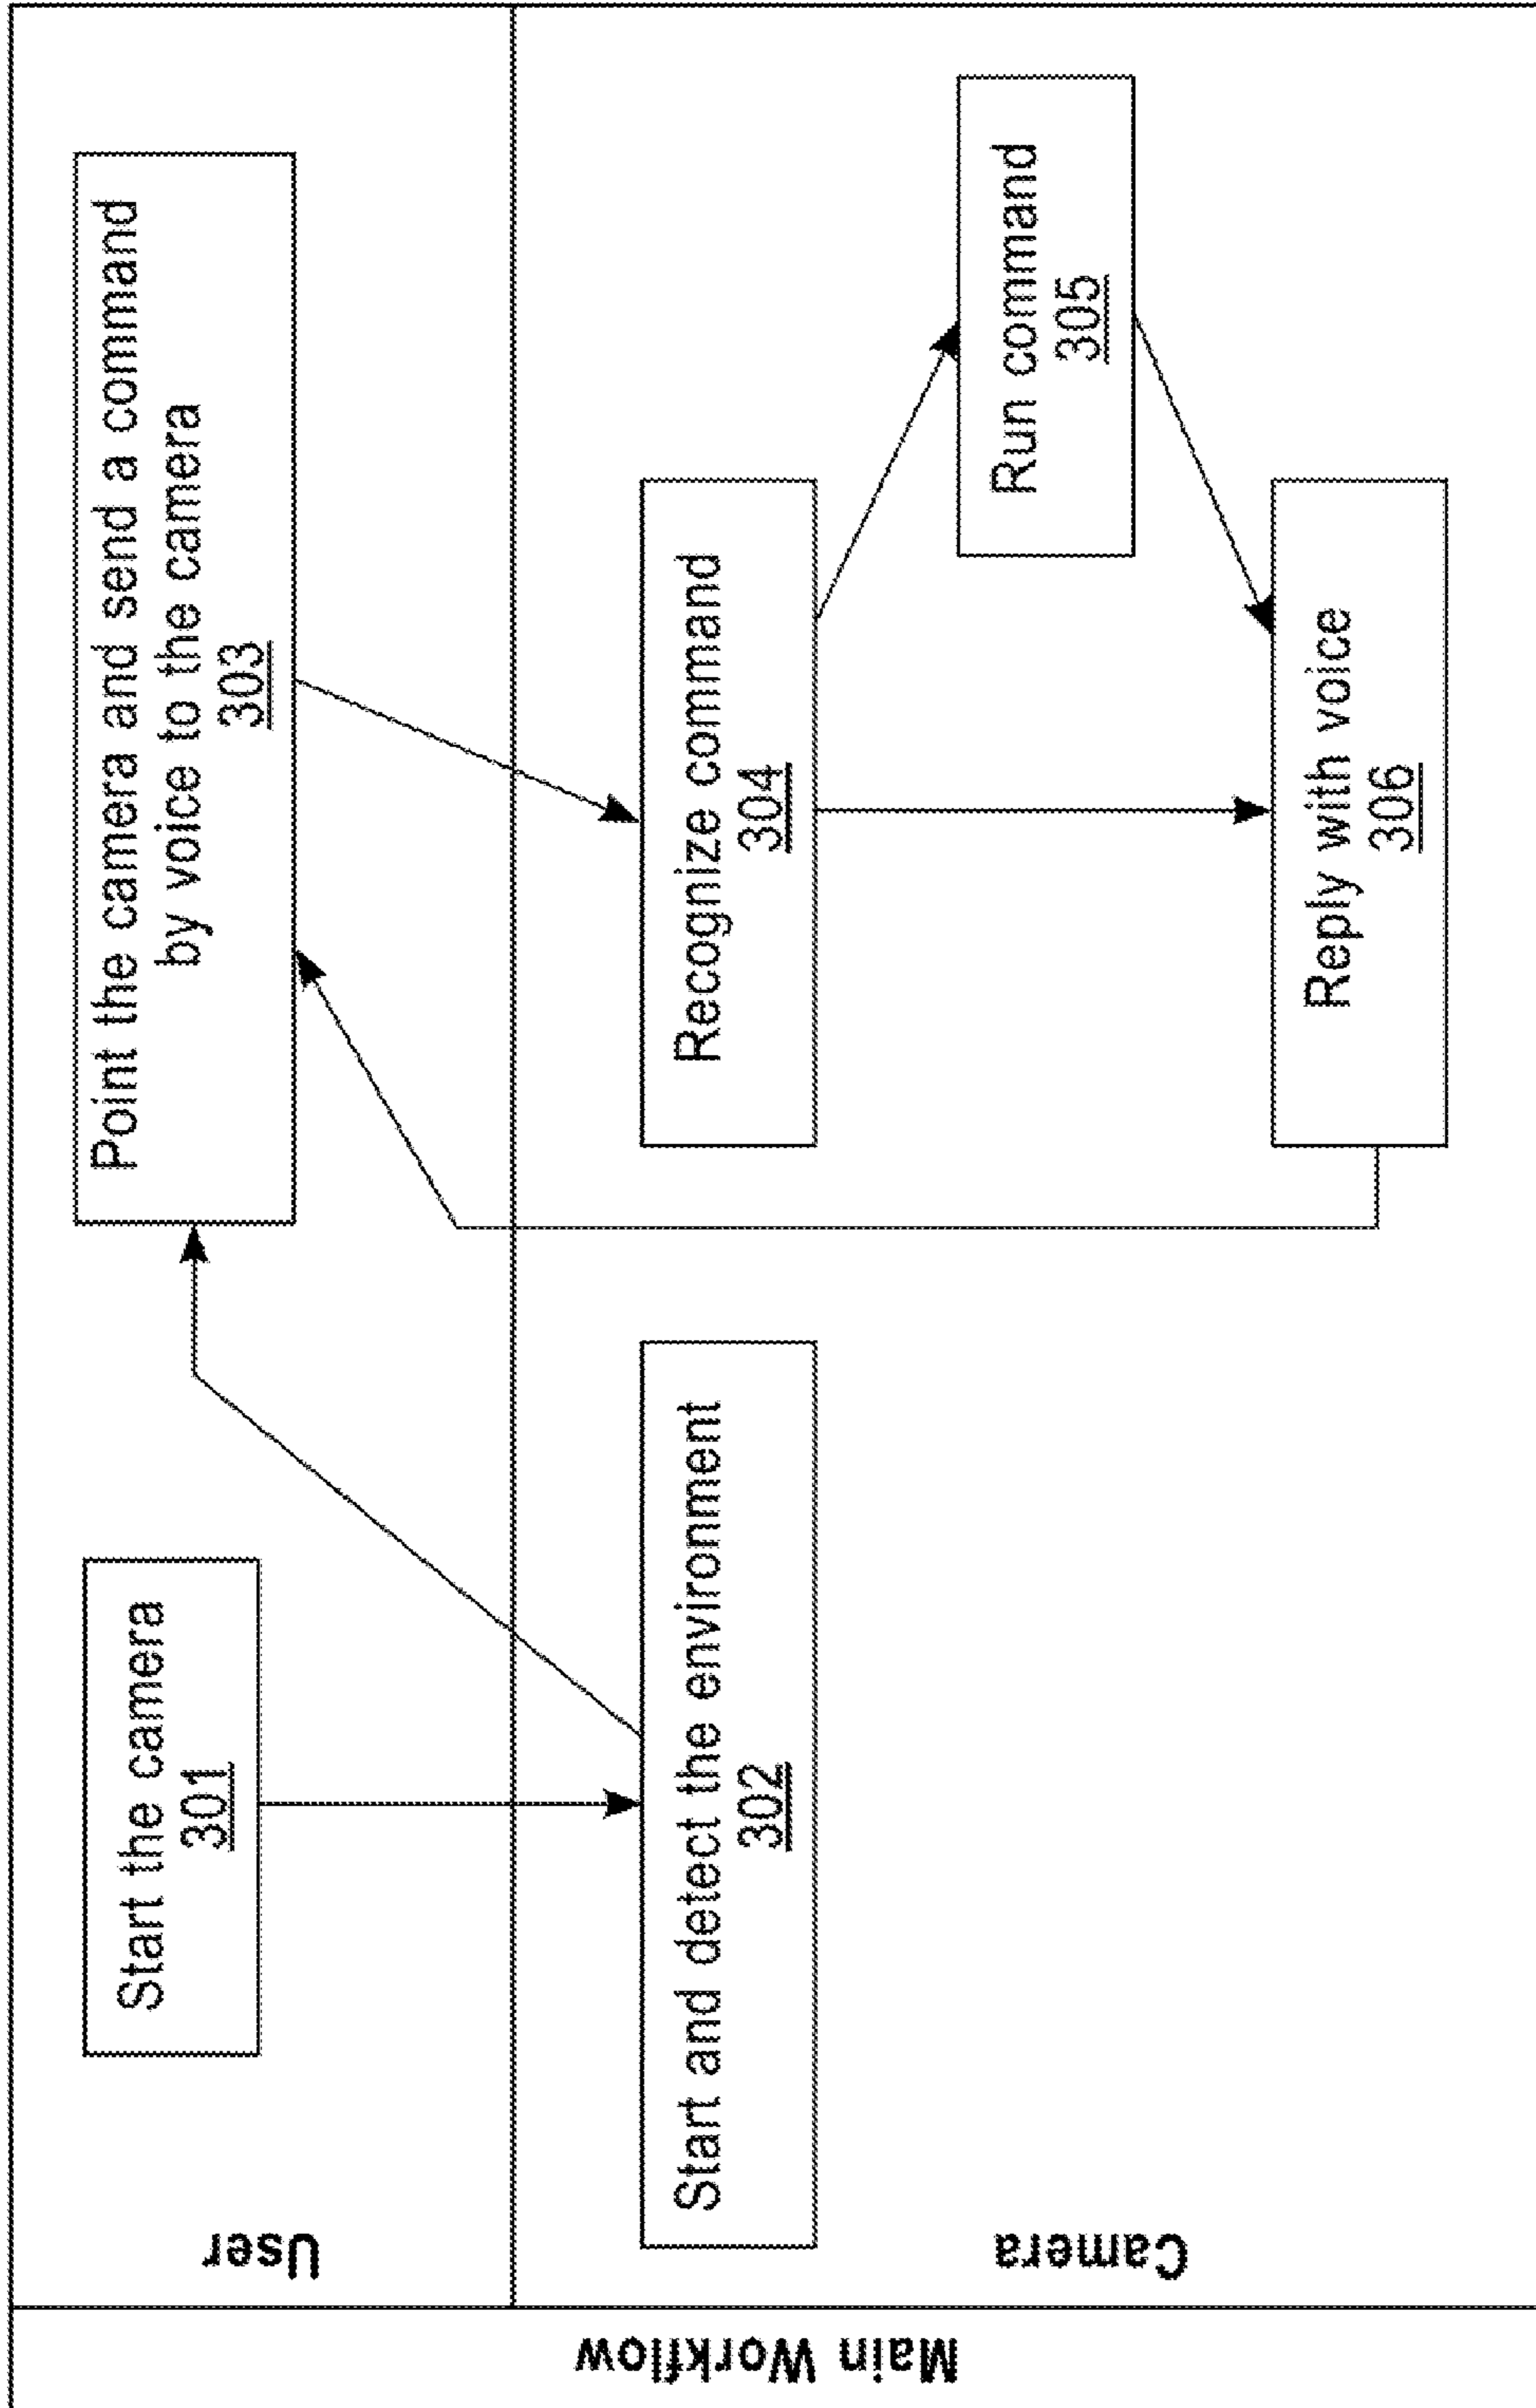 Main Workflow
User
Start the camera
301
Point the camera and send a command
by voice to the camera
303
Camera
Start and detect the environment
302
Recognize command
304
Run command
305
Reply with voice
306